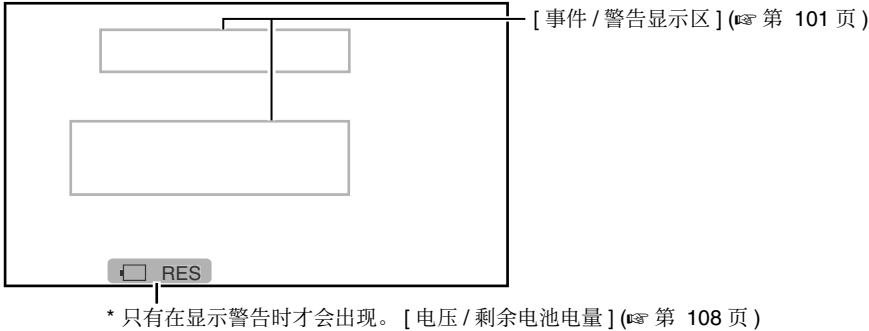 [ 事件 / 警告显示区 ] (☞ 第 101 页 )
RES
* 只有在显示警告时才会出现。 [ 电压 / 剩余电池电量 ] (☞ 第 108 页 )